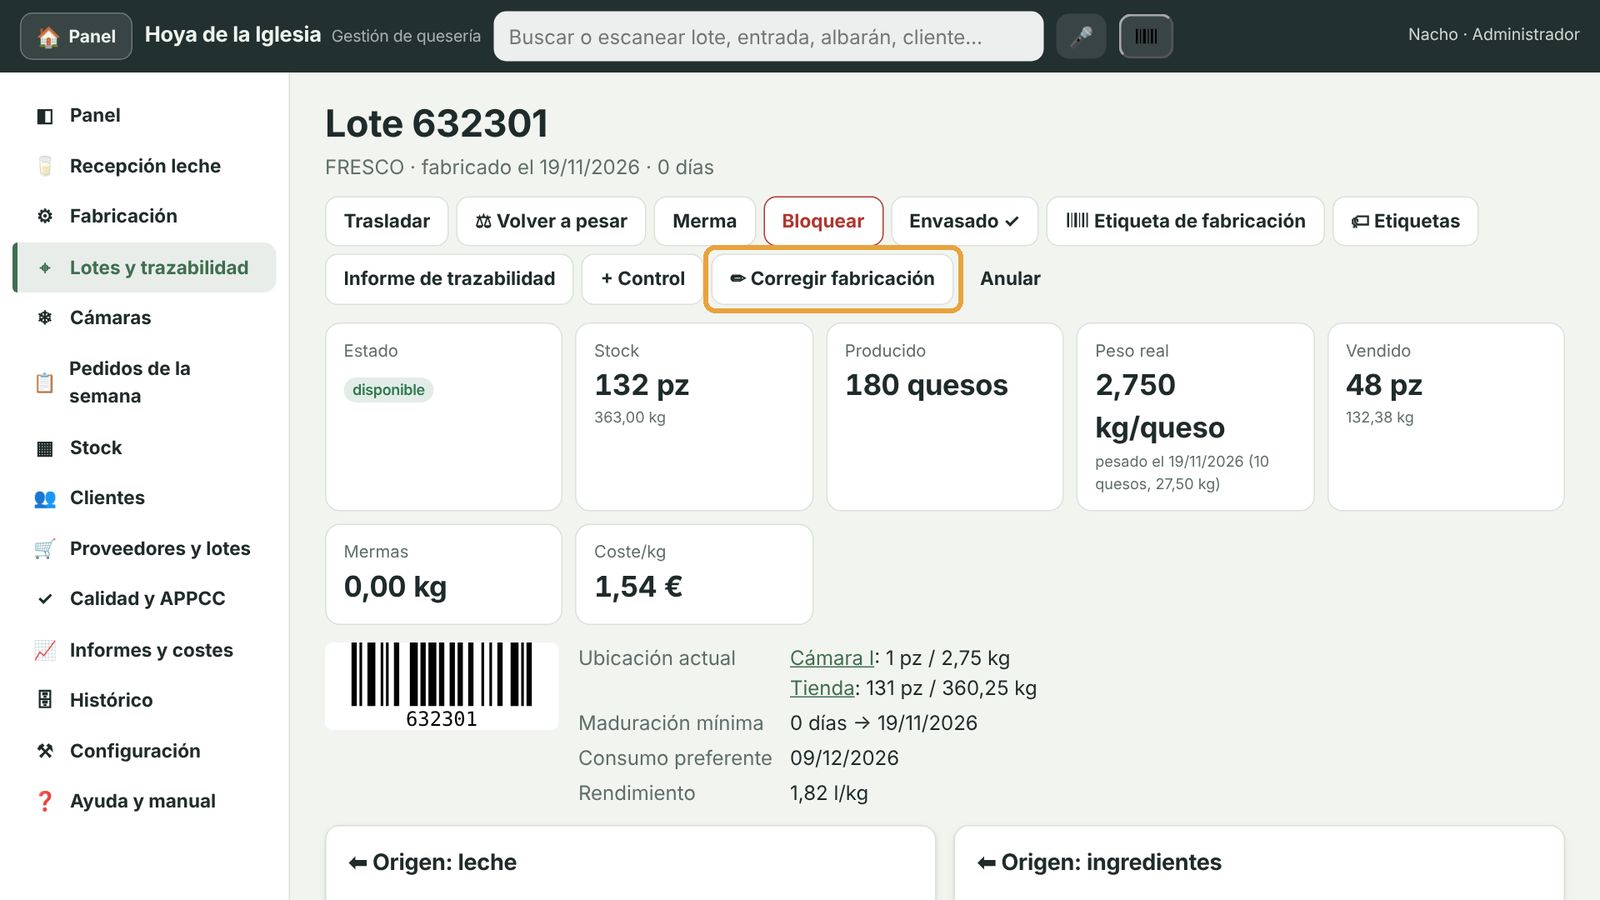 Panel
Hoya de la Iglesia Gestión de quesería
Buscar o escanear lote, entrada, albarán, cliente...
Nacho · Administrador
Panel
Recepción leche
Fabricación
Lotes y trazabilidad
Cámaras
Pedidos de la
semana
Stock
Clientes
Proveedores y lotes
Calidad y APPCC
Informes y costes
Histórico
Configuración
Ayuda y manual
Lote 632301
FRESCO · fabricado el 19/11/2026 · 0 días
Trasladar
⚖ Volver a pesar
Merma
Bloquear
Envasado ✓
Etiqueta de fabricación
🏷 Etiquetas
Informe de trazabilidad
+ Control
✏ Corregir fabricación
Anular
Estado
disponible
Stock
132 pz
363,00 kg
Producido
180 quesos
Peso real
2,750
kg/queso
pesado el 19/11/2026 (10
quesos, 27,50 kg)
Vendido
48 pz
132,38 kg
Mermas
0,00 kg
Coste/kg
1,54 €
632301
Ubicación actual
Cámara I: 1 pz / 2,75 kg
Tienda: 131 pz / 360,25 kg
Maduración mínima 0 días → 19/11/2026
Consumo preferente 09/12/2026
Rendimiento 1,82 l/kg
⬅ Origen: leche
⬅ Origen: ingredientes